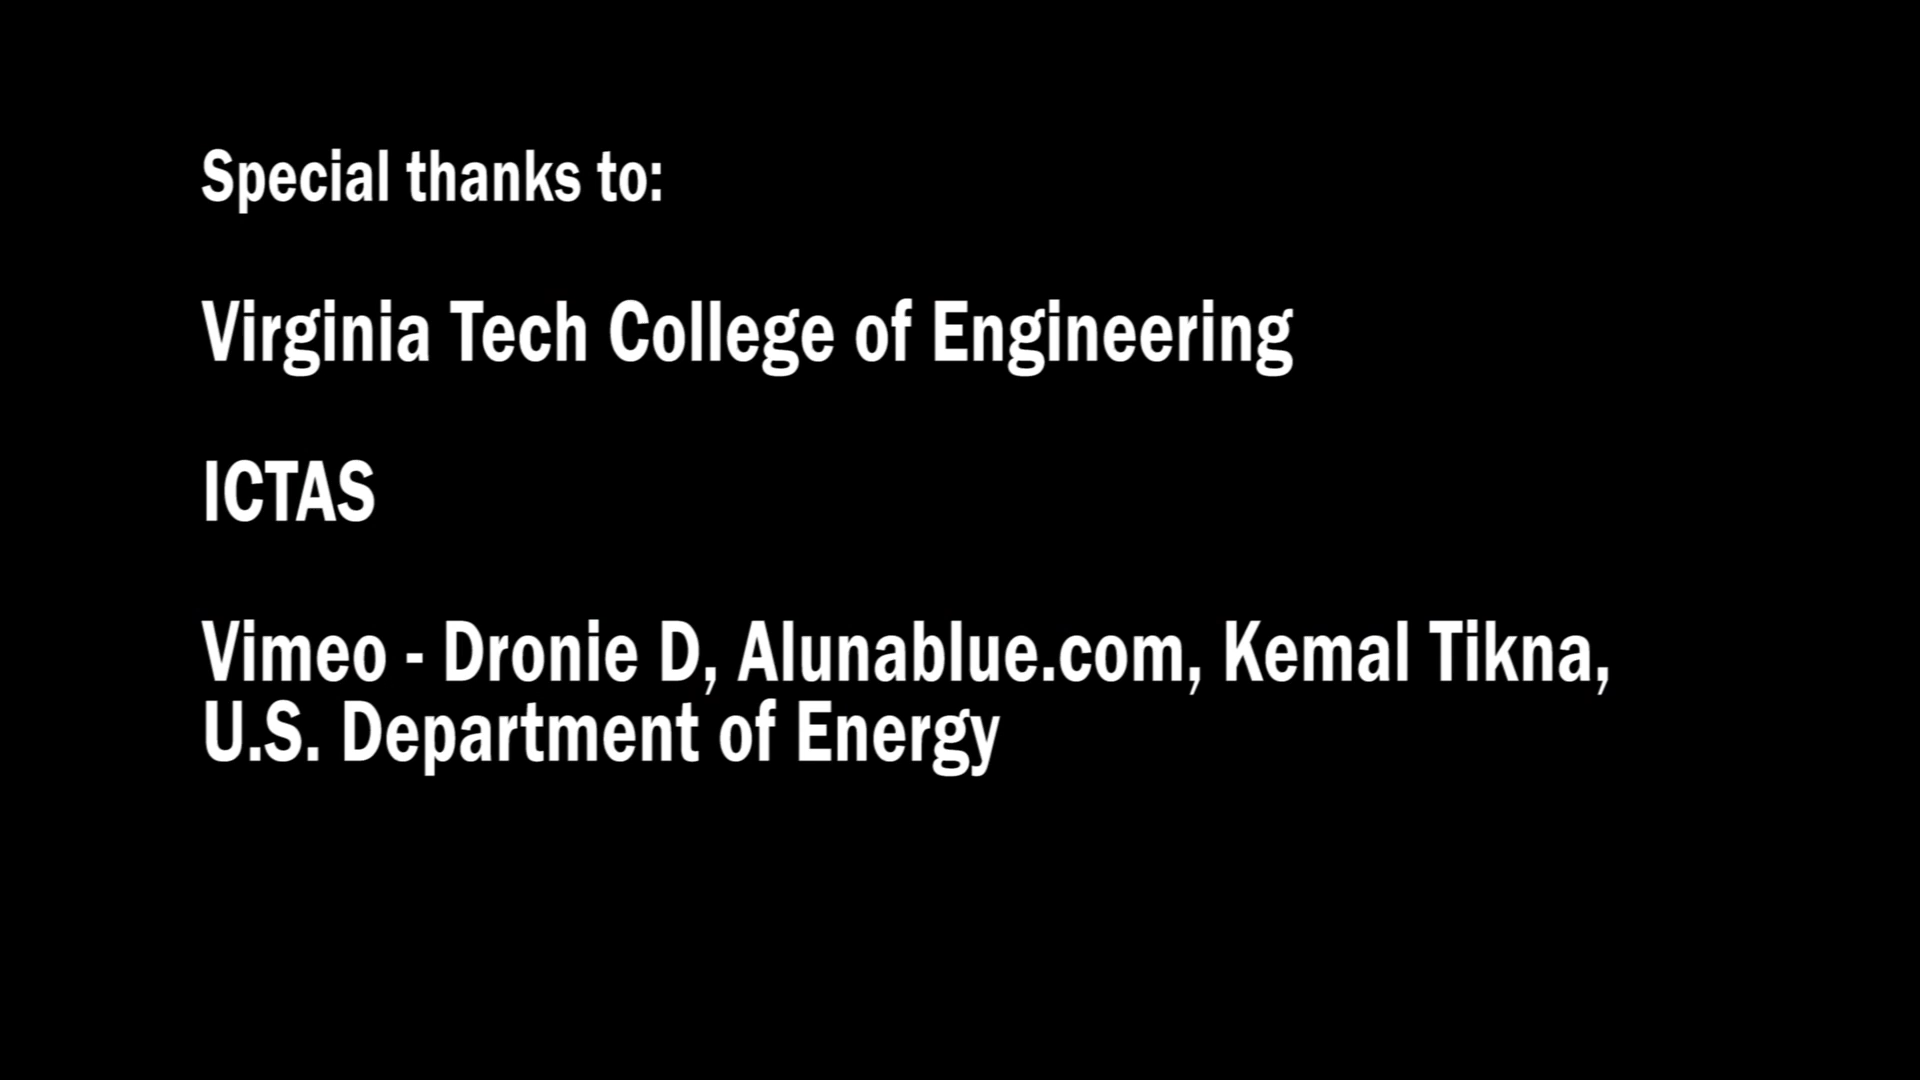 Special thanks to:
Virginia Tech College of Engineering
ICTAS
Vimeo - Dronie D, Alunablue.com, Kemal Tikna,
U.S. Department of Energy